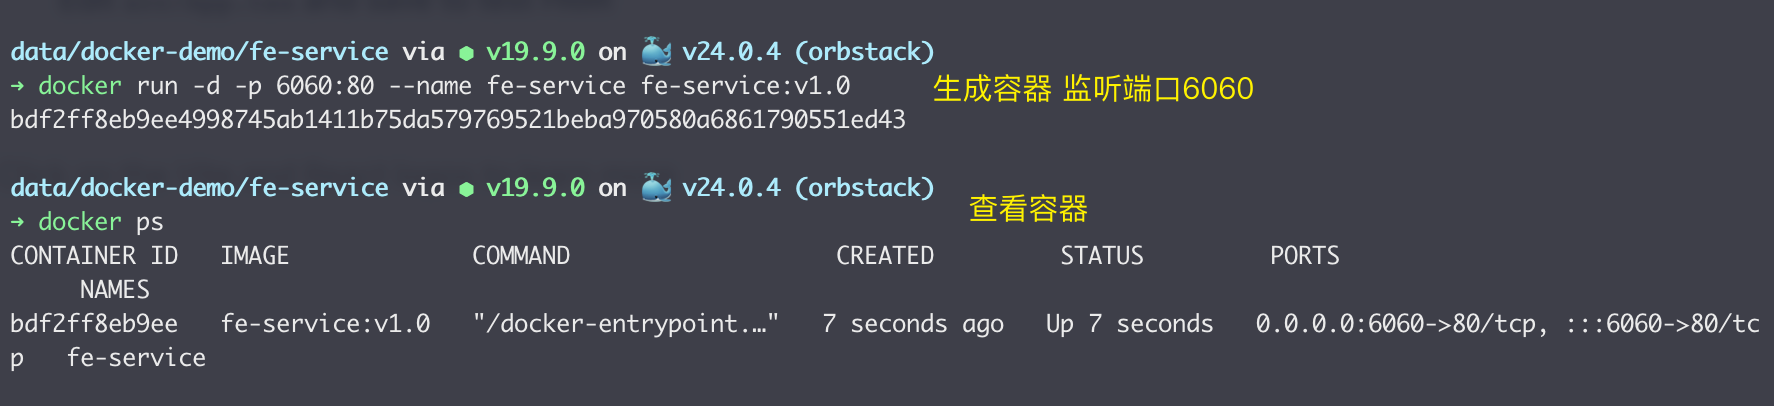 data/docker-demo/fe-service via ⬢ v19.9.0 on 🐳 v24.0.4 (orbstack)
→ docker run -d -p 6060:80 --name fe-service fe-service:v1.0 生成容器 监听端口6060
bdf2ff8eb9ee4998745ab1411b75da579769521beba970580a6861790551ed43
data/docker-demo/fe-service via ⬢ v19.9.0 on 🐳 v24.0.4 (orbstack)
查看容器
→ docker ps
CONTAINER ID IMAGE COMMAND CREATED STATUS PORTS
NAMES
bdf2ff8eb9ee fe-service:v1.0 "/docker-entrypoint.…" 7 seconds ago Up 7 seconds 0.0.0.0:6060->80/tcp, :::6060->80/tc
p fe-service